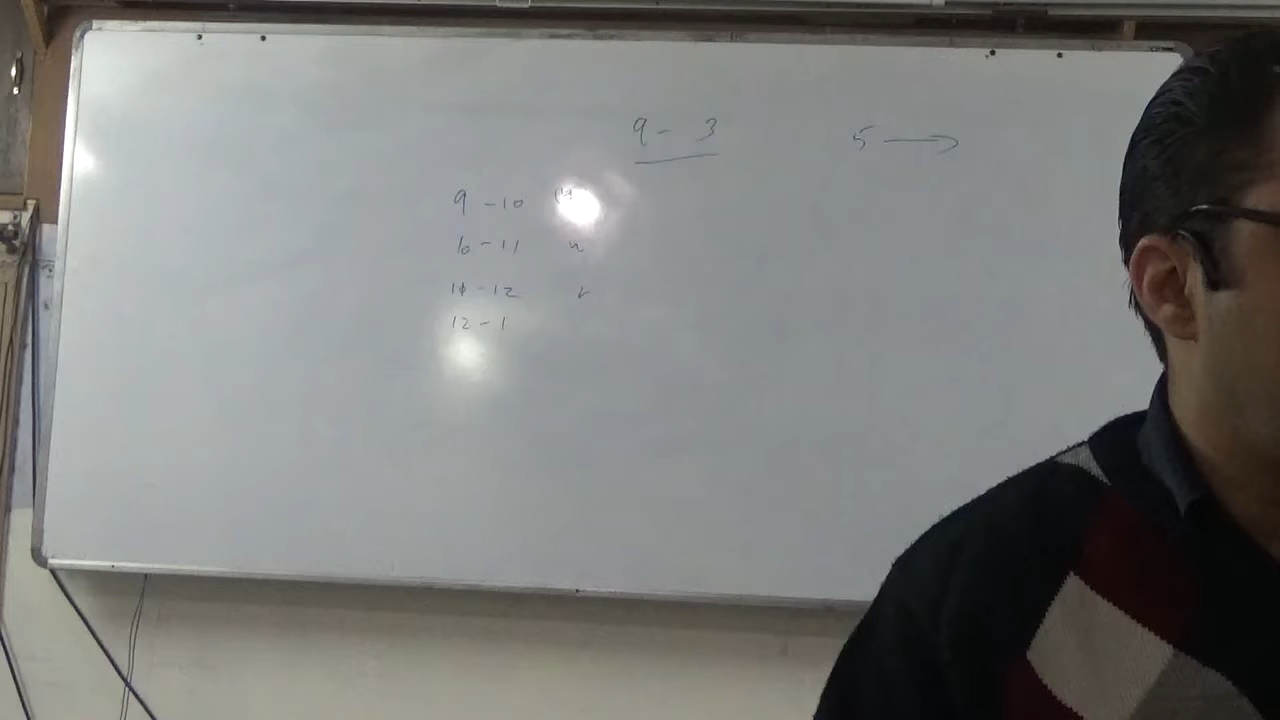 9 - 3
5 →
9 - 10
10 - 11
11 - 12
12 - 1